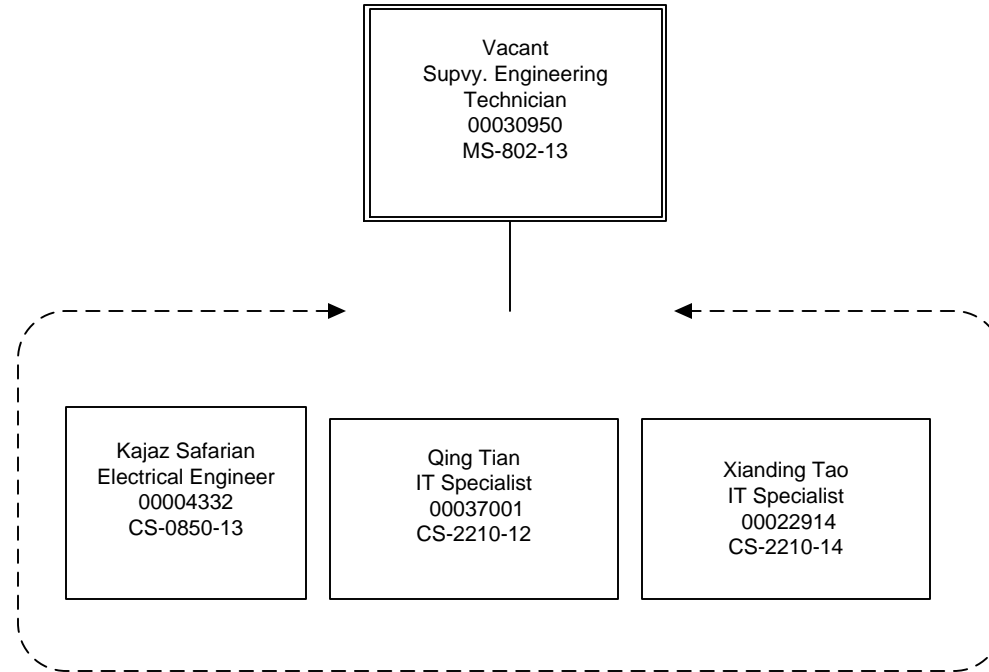 Vacant
Supvy. Engineering
Technician
00030950
MS-802-13
Kajaz Safarian
Electrical Engineer
00004332
CS-0850-13
Qing Tian
IT Specialist
00037001
CS-2210-12
Xianding Tao
IT Specialist
00022914
CS-2210-14